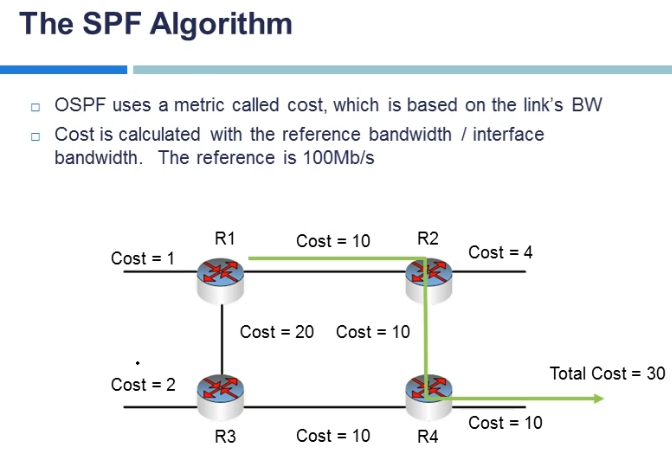 The SPF Algorithm
OSPF uses a metric called cost, which is based on the link's BW
Cost is calculated with the reference bandwidth / interface
bandwidth. The reference is 100Mb/s
R1
Cost = 10
R2
Cost = 1
Cost = 4
Cost = 20
Cost = 10
Cost = 2
Total Cost = 30
R3
Cost = 10
R4
Cost = 10